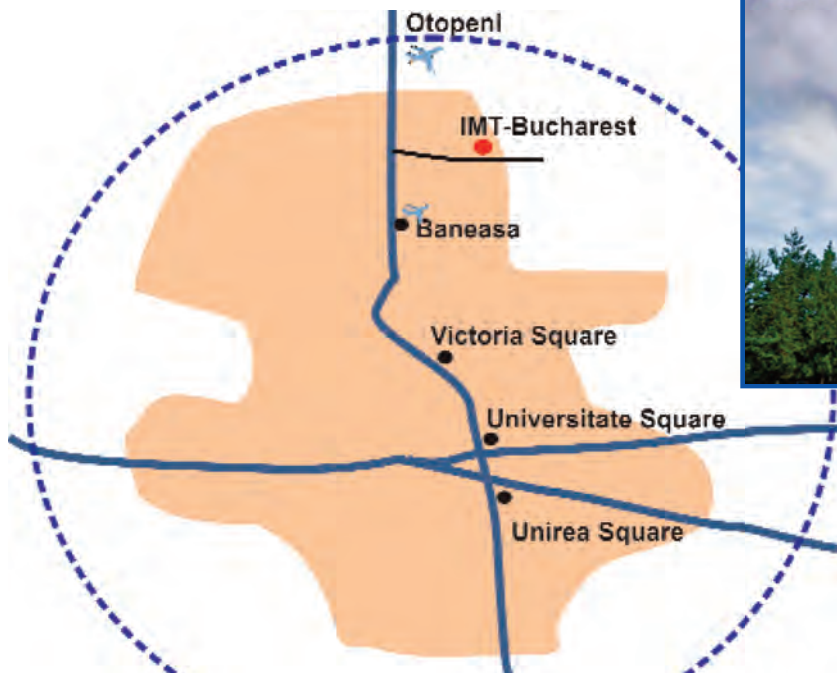 OtopenI
IMT-Bucharest
Baneasa
Victoria Square
Universitate Square
Unirea Square